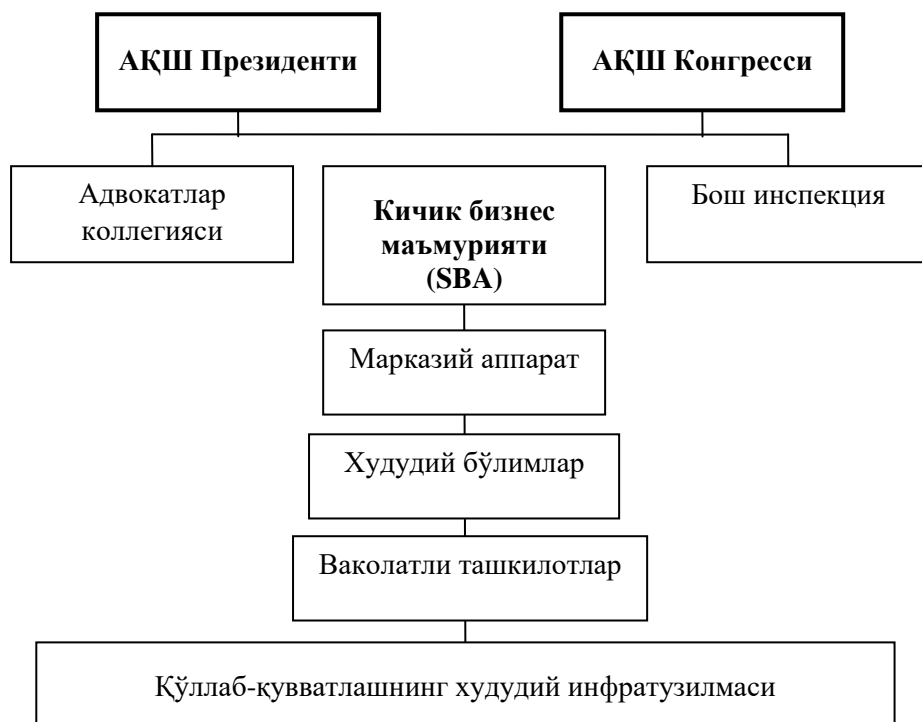 АҚШ Президенти
АҚШ Конгресси
Адвокатлар
коллегияси
Кичик бизнес
маъмурияти
(SBA)
Бош инспекция
Марказий аппарат
Худудий бўлимлар
Ваколатли ташкилотлар
Қўллаб-қувватлашнинг худудий инфратузилмаси